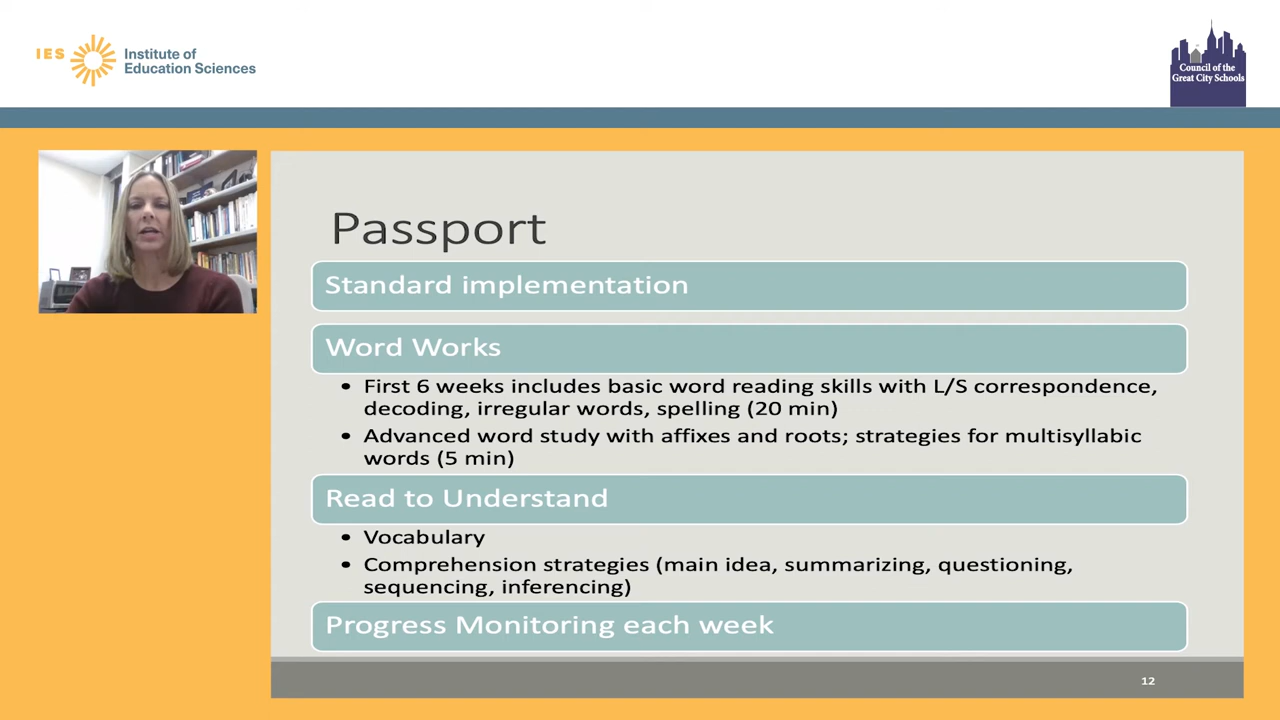 IES
Institute of
Education Sciences
Council of the
Great City Schools
Passport
Standard implementation
Word Works
• First 6 weeks includes basic word reading skills with L/S correspondence,
decoding, irregular words, spelling (20 min)
• Advanced word study with affixes and roots; strategies for multisyllabic
words (5 min)
Read to Understand
• Vocabulary
• Comprehension strategies (main idea, summarizing, questioning,
sequencing, inferencing)
Progress Monitoring each week
12